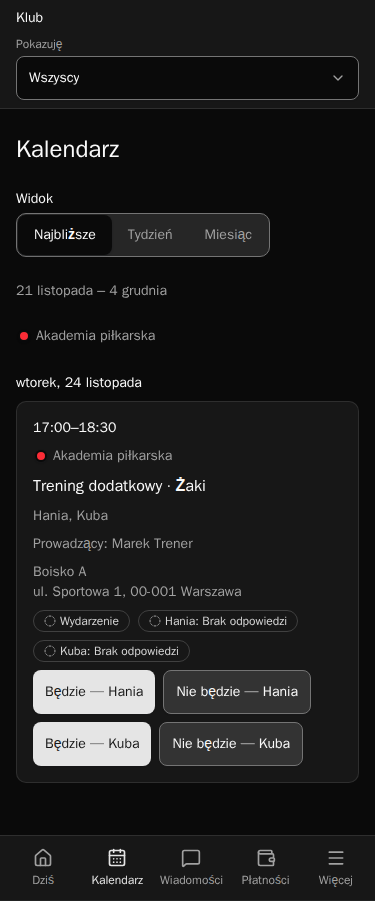 Klub
Pokazuję
Wszyscy
Kalendarz
Widok
Najbliższe Tydzień Miesiąc
21 listopada – 4 grudnia
Akademia piłkarska
wtorek, 24 listopada
17:00–18:30
Akademia piłkarska
Trening dodatkowy · Żaki
Hania, Kuba
Prowadzący: Marek Trener
Boisko A
ul. Sportowa 1, 00-001 Warszawa
Wydarzenie Hania: Brak odpowiedzi
Kuba: Brak odpowiedzi
Będzie — Hania Nie będzie — Hania
Będzie — Kuba Nie będzie — Kuba
Dziś Kalendarz Wiadomości Płatności Więcej